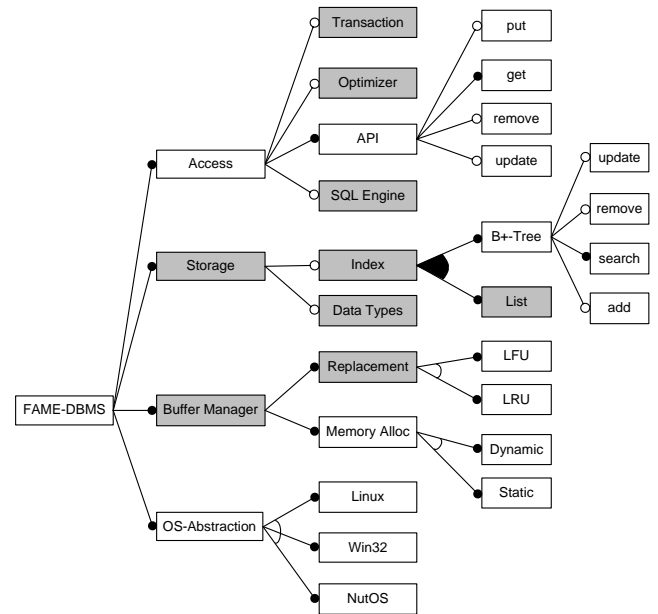 Transaction
put
Optimizer
get
API
remove
Access
update
SQL Engine
update
B+-Tree
remove
Storage
Index
search
Data Types
List
add
Replacement
LFU
LRU
FAME-DBMS
Buffer Manager
Memory Alloc
Dynamic
Static
Linux
OS-Abstraction
Win32
NutOS